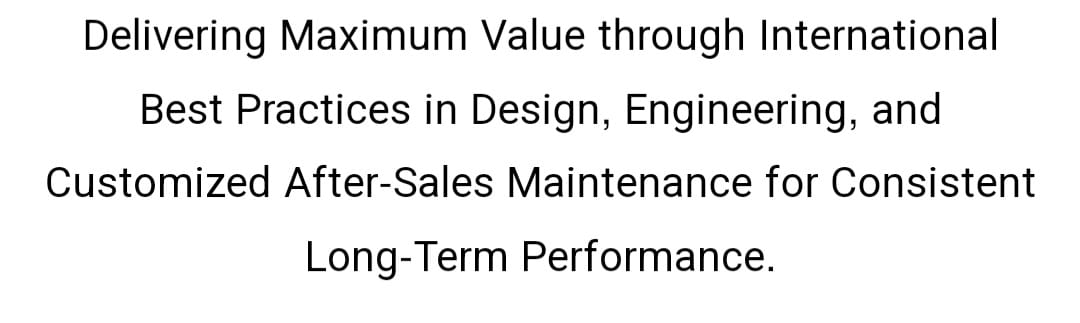 Delivering Maximum Value through International
Best Practices in Design, Engineering, and
Customized After-Sales Maintenance for Consistent
Long-Term Performance.